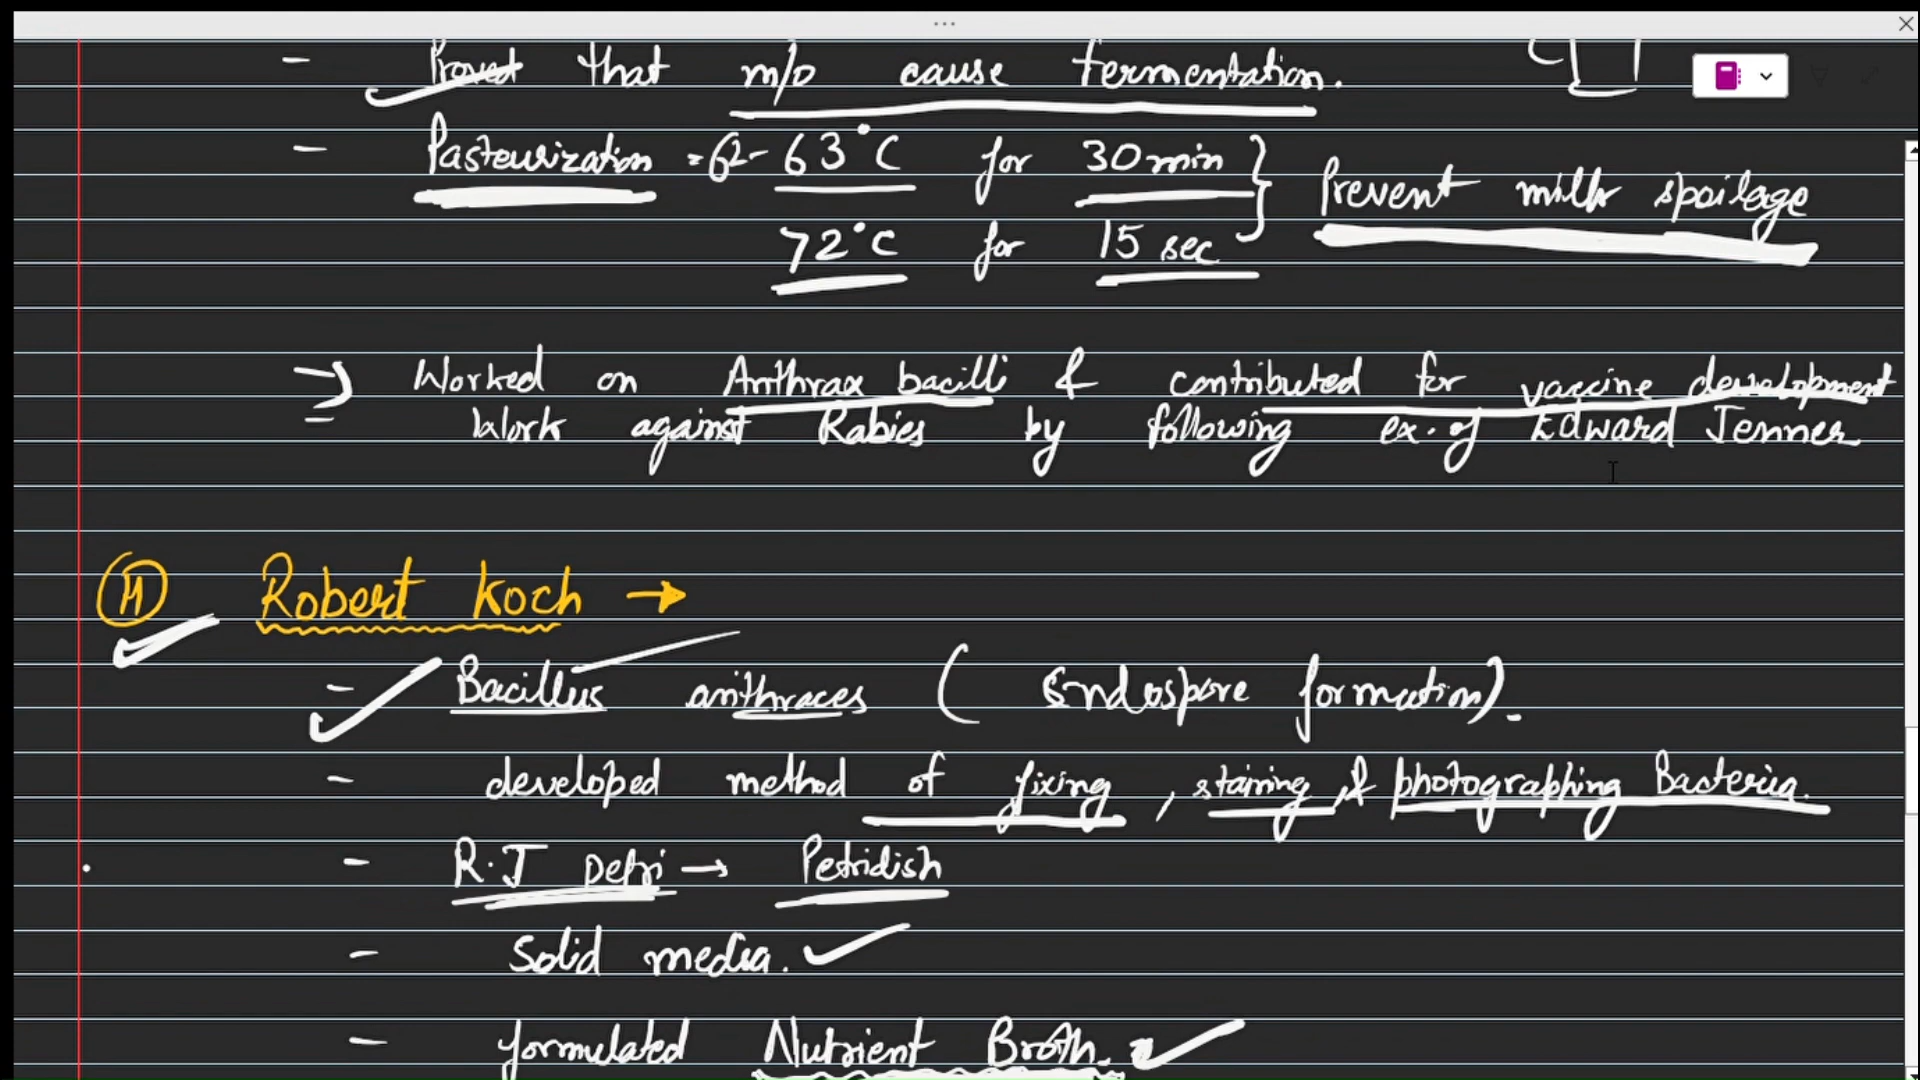 - Proved that m/o cause fermentation.
- Pasteurization = 62-63°C for 30 min } Prevent milk spoilage
72°C for 15 sec
→ Worked on Anthrax bacilli & contributed for vaccine development
= Work against Rabies by following ex. of Edward Jenner
Robert Koch →
- Bacillus anthraces ( Endospore formation).
- developed method of fixing, staining, & photographing Bacteria.
- R.J Petri → Petridish
- Solid media.
- formulated Nutrient Broth.